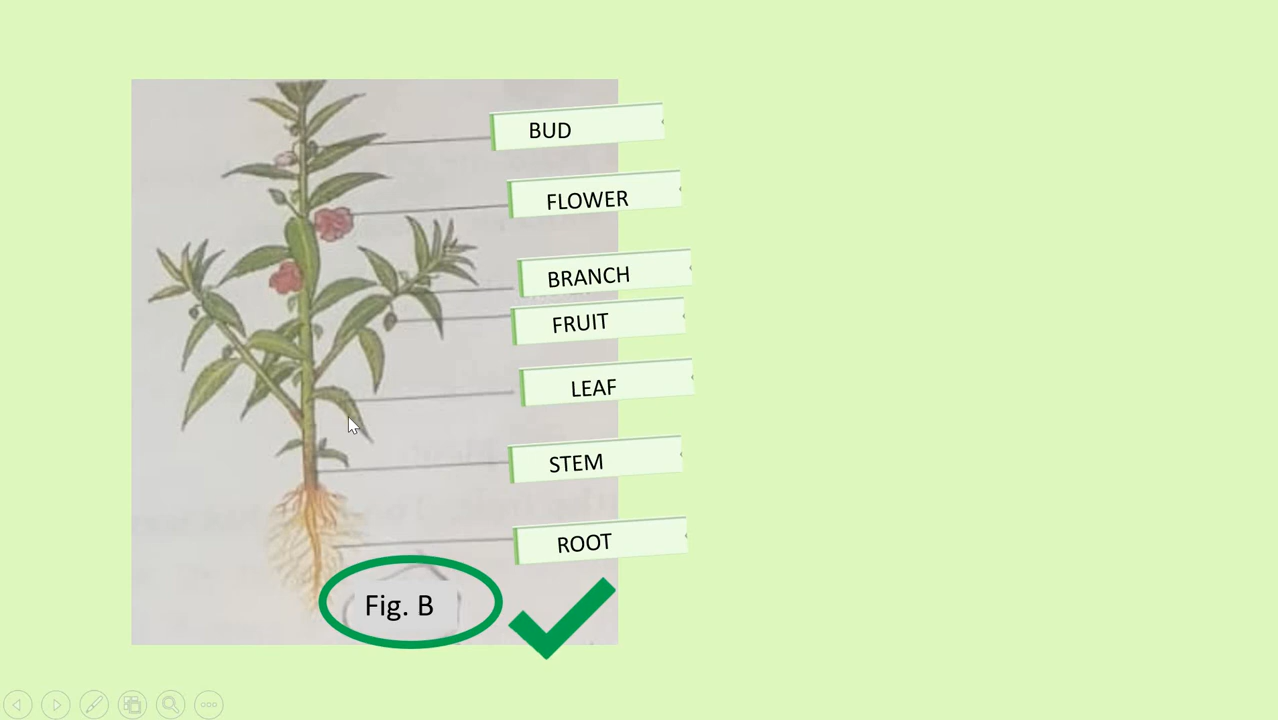 BUD
FLOWER
BRANCH
FRUIT
LEAF
STEM
ROOT
Fig. B